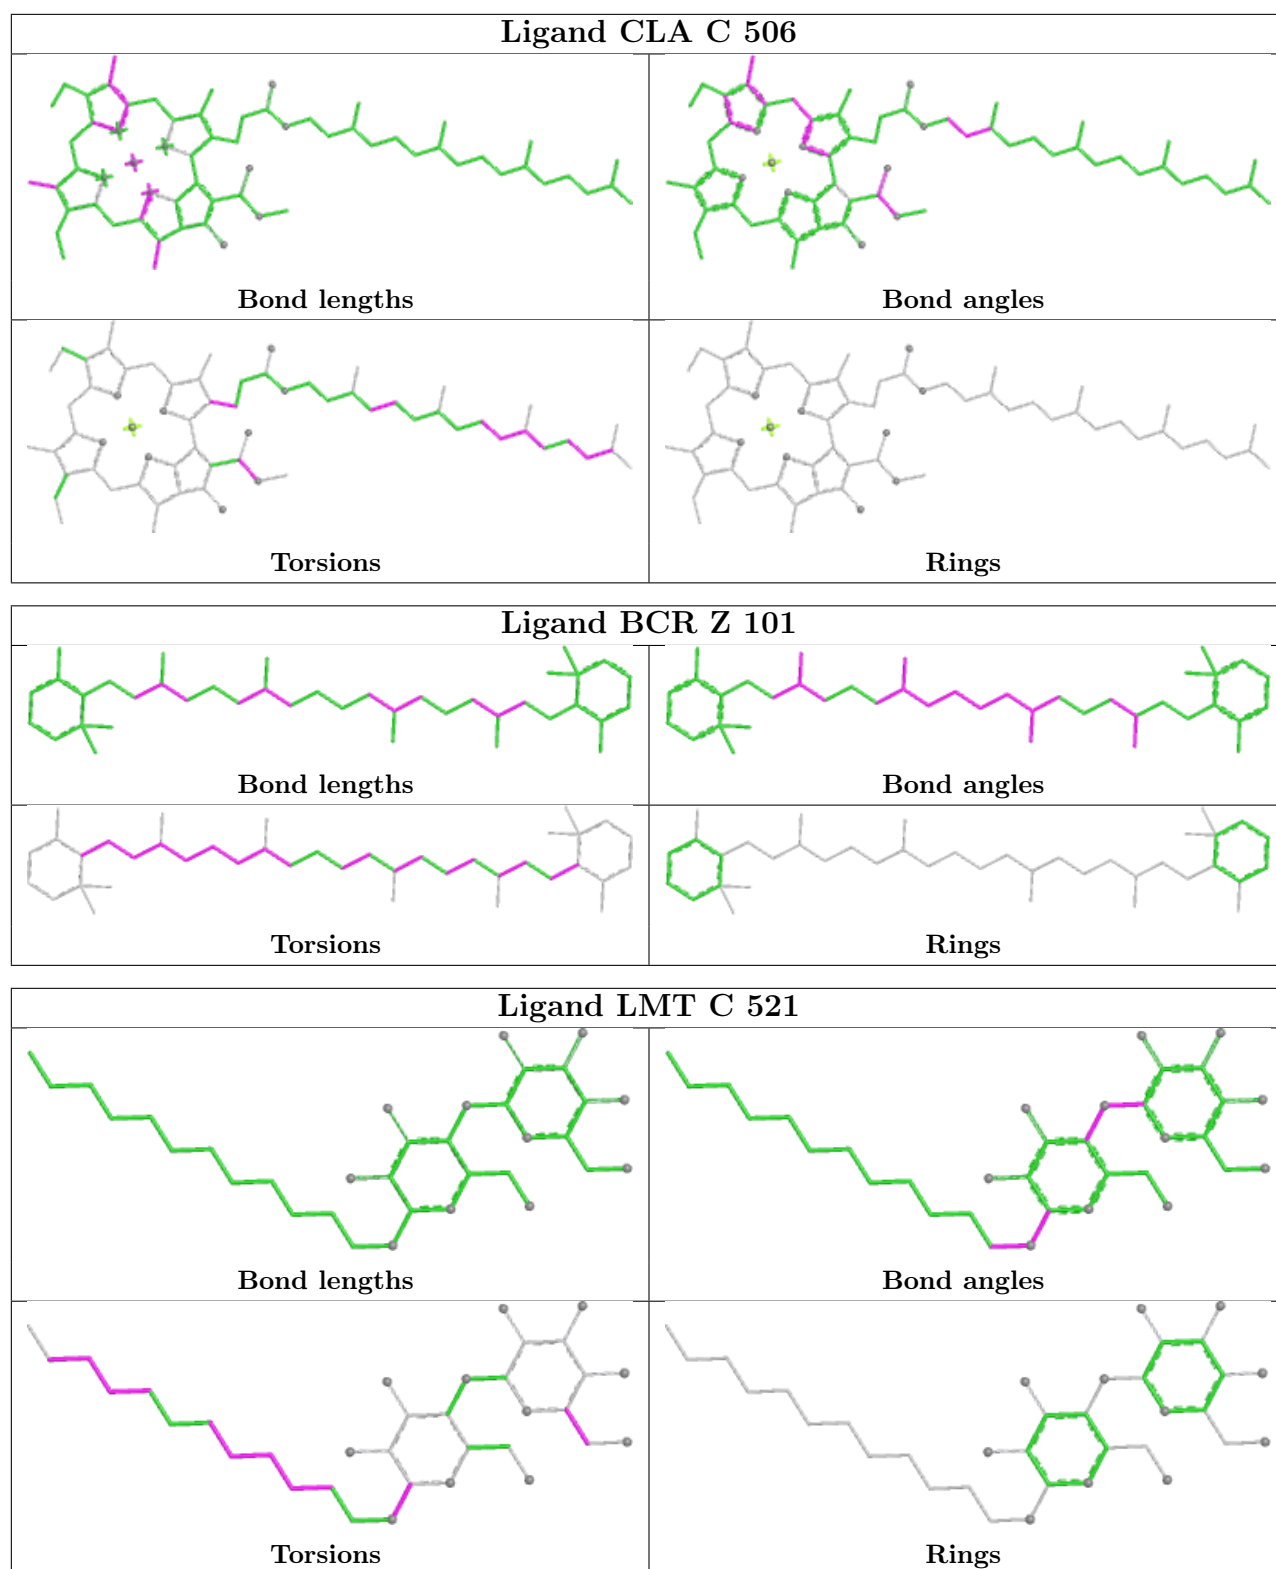 Ligand CLA C 506
Bond lengths
Bond angles
Torsions
Rings
Ligand BCR Z 101
Bond lengths
Bond angles
Torsions
Rings
Ligand LMT C 521
Bond lengths
Bond angles
Torsions
Rings